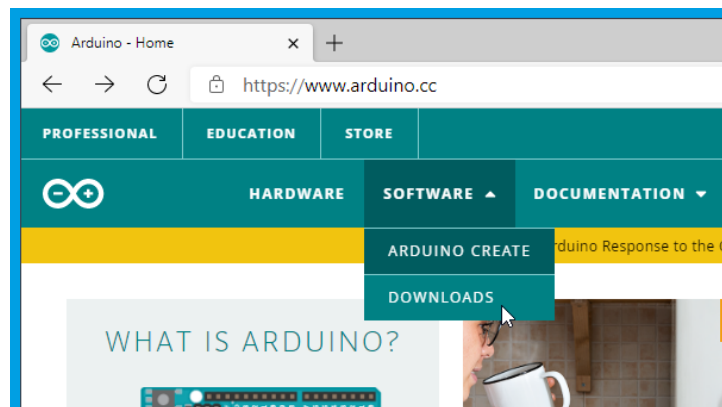 Arduino - Home
https://www.arduino.cc
PROFESSIONAL EDUCATION STORE
HARDWARE SOFTWARE DOCUMENTATION
ARDUINO CREATE
Response to the
DOWNLOADS
WHAT IS ARDUINO?